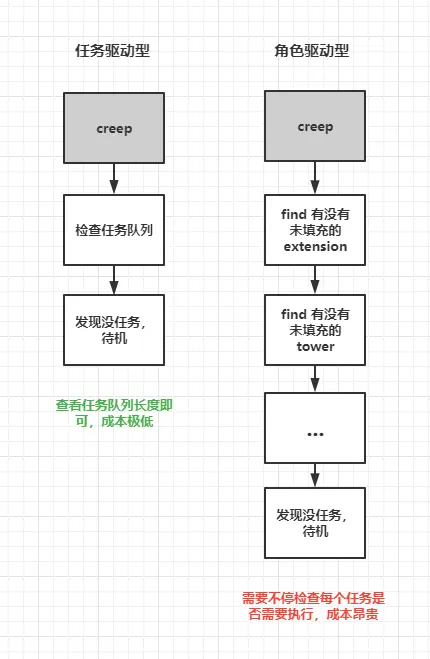 任务驱动型
creep
检查任务队列
发现没任务,
待机
查看任务队列长度即
可,成本极低
角色驱动型
creep
find 有没有
未填充的
extension
find 有没有
未填充的
tower
...
发现没任务,
待机
需要不停检查每个任务是
否需要执行,成本昂贵